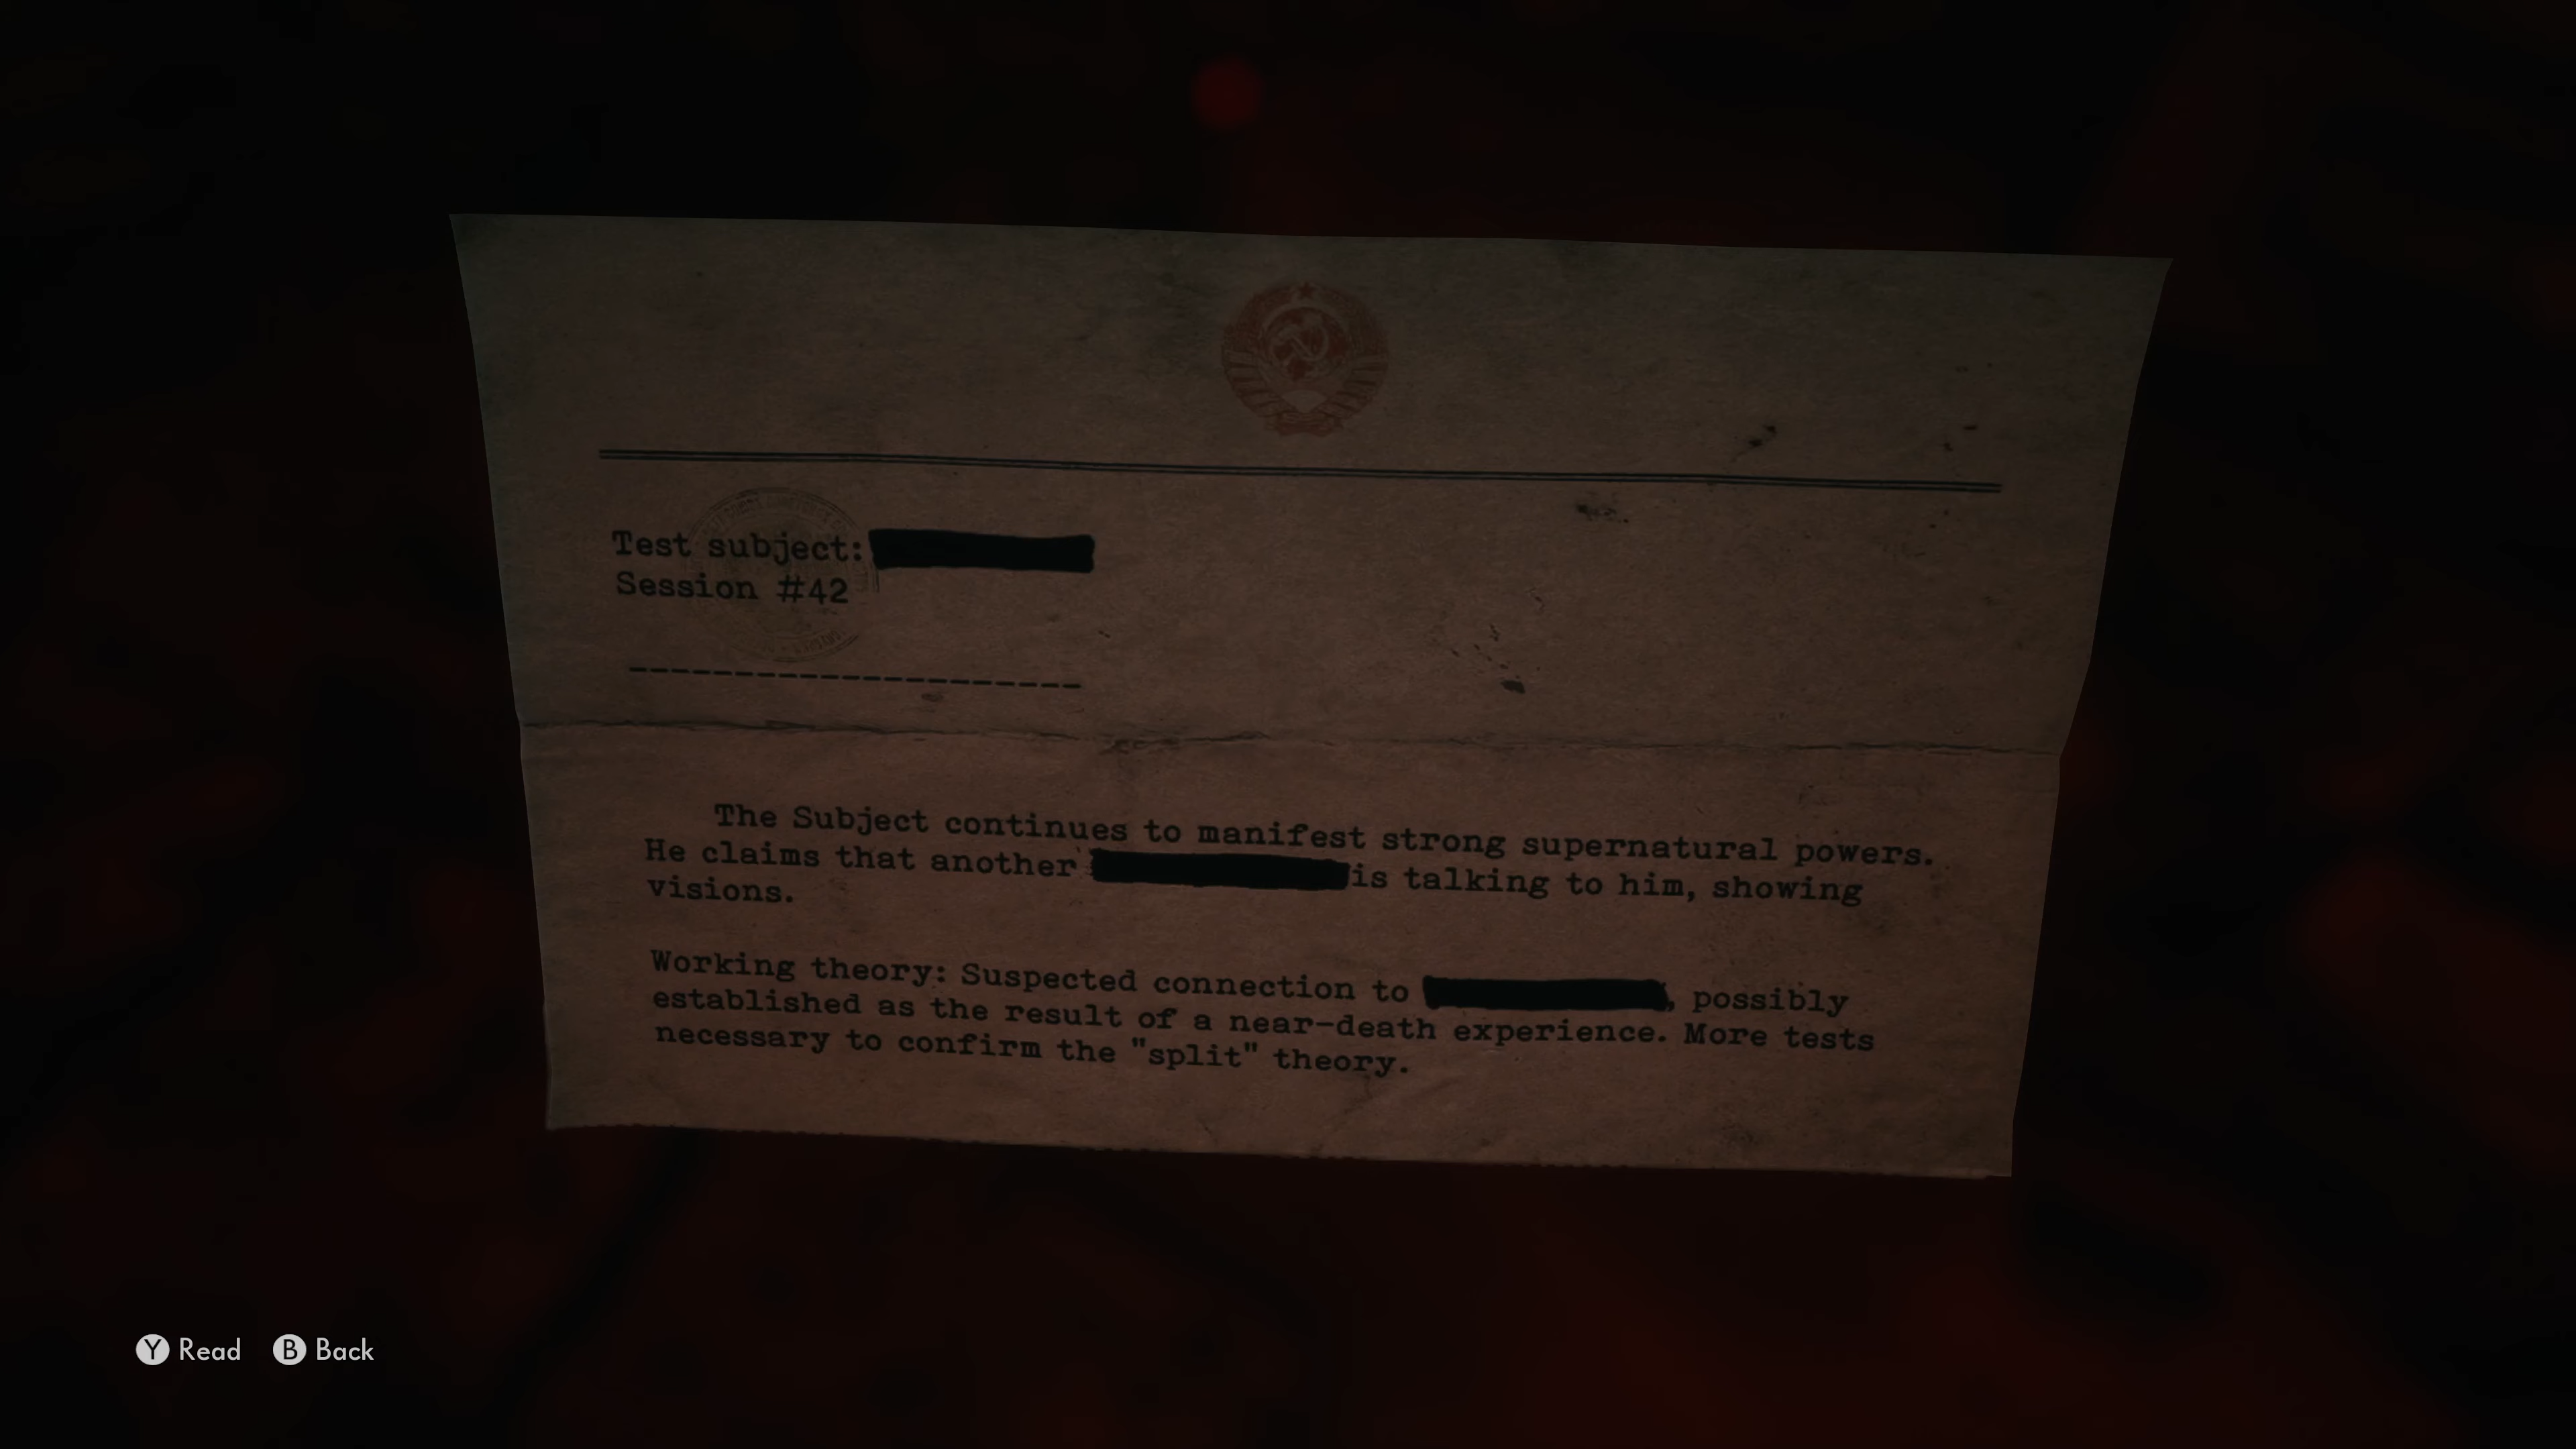 Test subject:
Session #42
------------------------
The Subject continues to manifest strong supernatural powers.
He claims that another is talking to him, showing
visions.
Working theory: Suspected connection to , possibly
established as the result of a near-death experience. More tests
necessary to confirm the "split" theory.
Y Read B Back